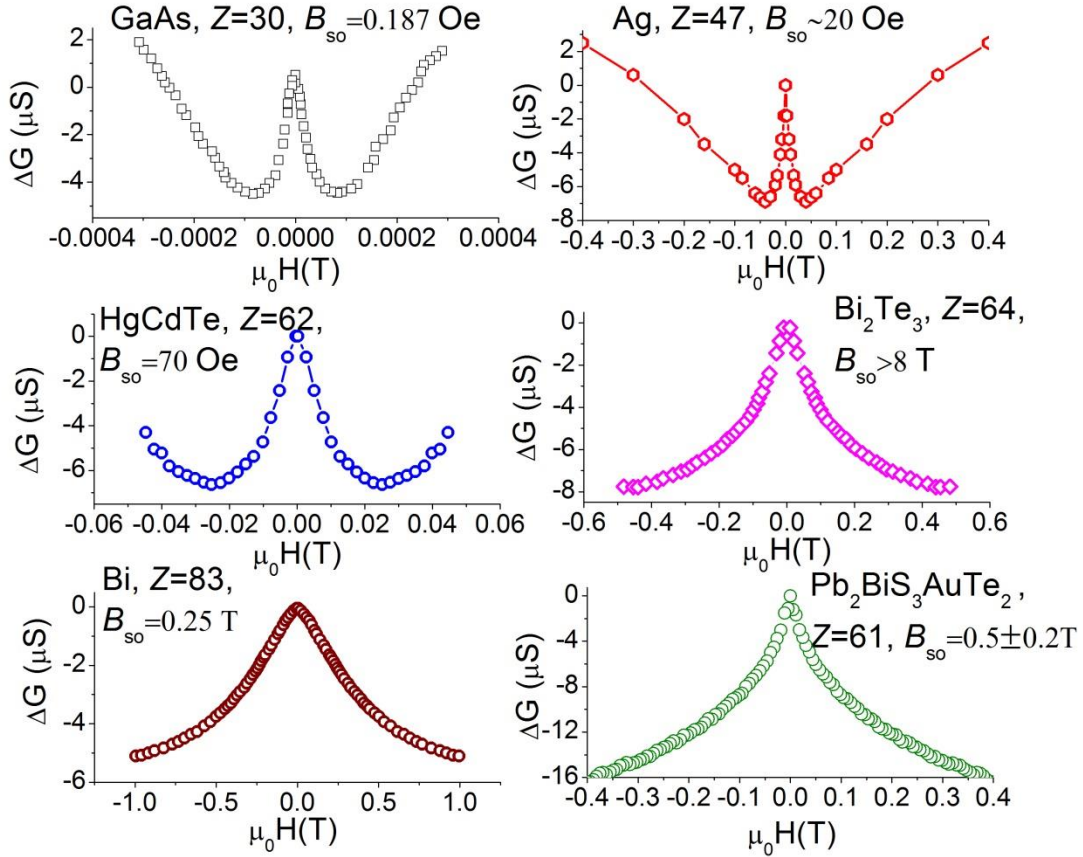 GaAs, Z=30, B_so=0.187 Oe
ΔG (μS)
2
0
-2
-4
-0.0004 -0.0002 0.0000 0.0002 0.0004
μ₀H(T)
Ag, Z=47, B_so~20 Oe
ΔG (μS)
2
0
-2
-4
-6
-8
-0.4 -0.3 -0.2 -0.1 0.0 0.1 0.2 0.3 0.4
μ₀H(T)
HgCdTe, Z=62,
B_so=70 Oe
ΔG (μS)
0
-2
-4
-6
-0.06 -0.04 -0.02 0.00 0.02 0.04 0.06
μ₀H(T)
Bi₂Te₃, Z=64,
B_so>8 T
ΔG (μS)
0
-2
-4
-6
-8
-0.6 -0.4 -0.2 0.0 0.2 0.4 0.6
μ₀H(T)
Bi, Z=83,
B_so=0.25 T
ΔG (μS)
0
-2
-4
-6
-1.0 -0.5 0.0 0.5 1.0
μ₀H(T)
Pb₂BiS₃AuTe₂,
Z=61, B_so=0.5±0.2T
ΔG (μS)
0
-4
-8
-12
-16
-0.4 -0.3 -0.2 -0.1 0.0 0.1 0.2 0.3 0.4
μ₀H(T)